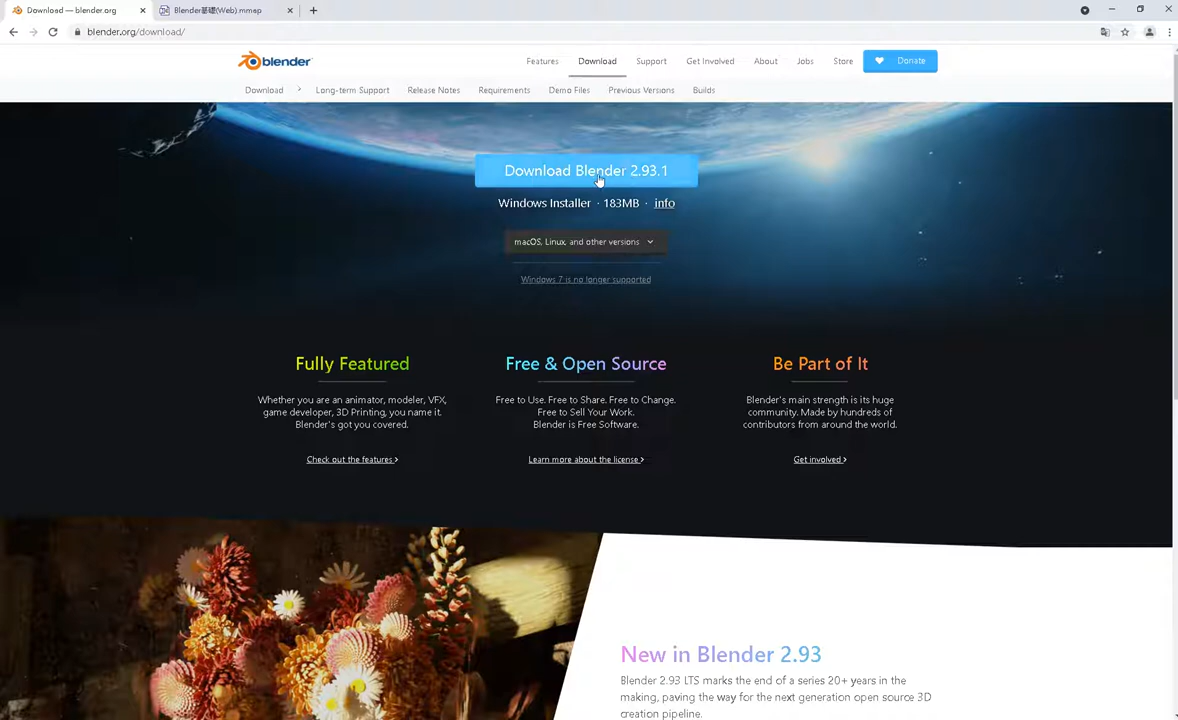 Download — blender.org
Blender基礎(Web).mmap
blender.org/download/
blender
Features
Download
Support
Get Involved
About
Jobs
Store
Donate
Download
Long-term Support
Release Notes
Requirements
Demo Files
Previous Versions
Builds
Download Blender 2.93.1
Windows Installer · 183MB · info
macOS, Linux, and other versions
Windows 7 is no longer supported
Fully Featured
Whether you are an animator, modeler, VFX,
game developer, 3D Printing, you name it.
Blender's got you covered.
Check out the features
Free & Open Source
Free to Use. Free to Share. Free to Change.
Free to Sell Your Work.
Blender is Free Software.
Learn more about the license
Be Part of It
Blender's main strength is its huge
community. Made by hundreds of
contributors from around the world.
Get involved
New in Blender 2.93
Blender 2.93 LTS marks the end of a series 20+ years in the
making, paving the way for the next generation open source 3D
creation pipeline.